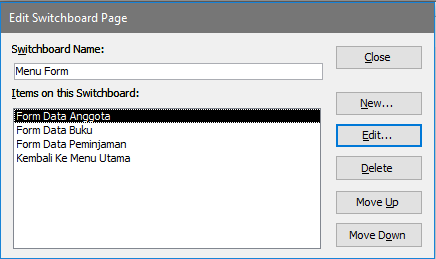 Edit Switchboard Page
Switchboard Name:
Close
Menu Form
Items on this Switchboard:
Form Data Anggota
Form Data Buku
Form Data Peminjaman
Kembali Ke Menu Utama
New...
Edit...
Delete
Move Up
Move Down